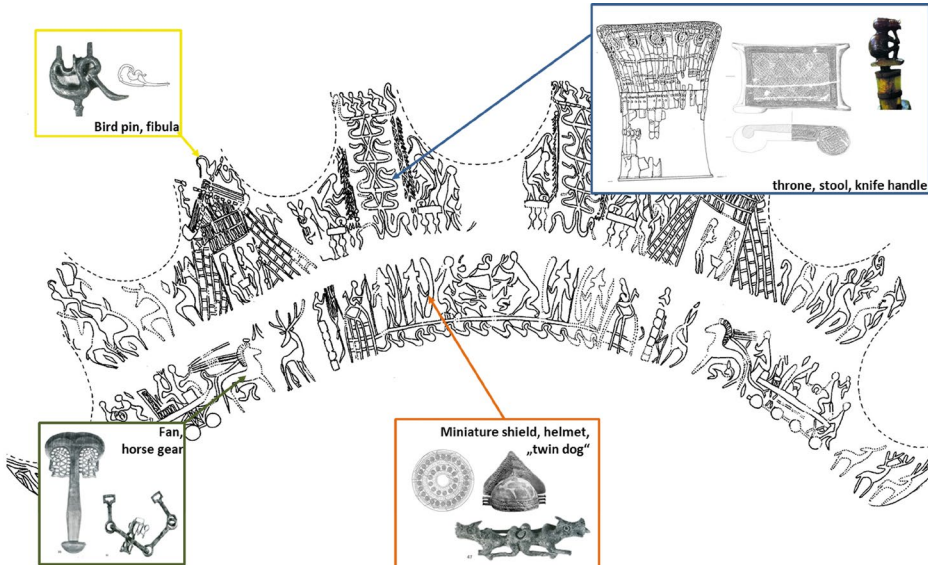 Bird pin, fibula
throne, stool, knife handle
Fan,
horse gear
Miniature shield, helmet,
„twin dog“